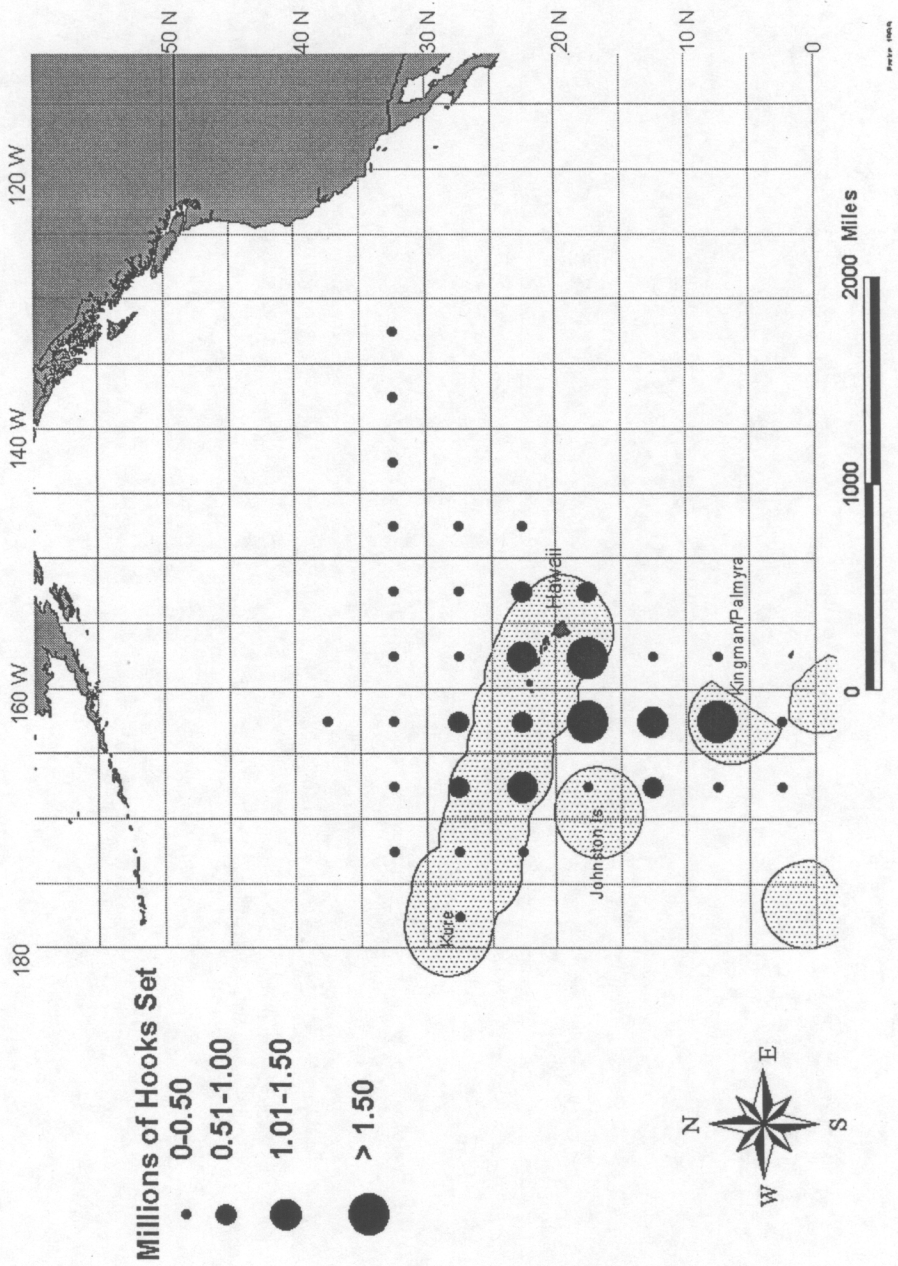 180
160 W
140 W
120 W
50 N
40 N
30 N
20 N
10 N
0
Kure
Hawaii
Johnston Is
Kingman/Palmyra
Millions of Hooks Set
0-0.50
0.51-1.00
1.01-1.50
> 1.50
N
W
E
S
0
1000
2000 Miles